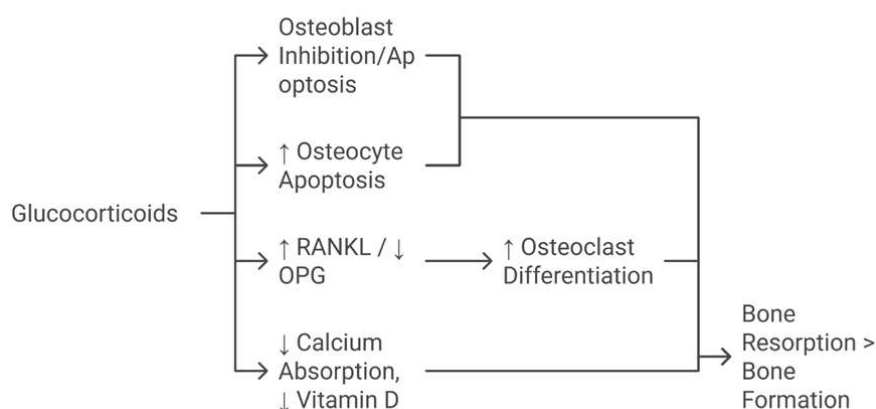 Osteoblast
Inhibition/Ap
optosis
↑ Osteocyte
Apoptosis
Glucocorticoids
↑ RANKL / ↓
OPG
↑ Osteoclast
Differentiation
↓ Calcium
Absorption,
↓ Vitamin D
Bone
Resorption >
Bone
Formation